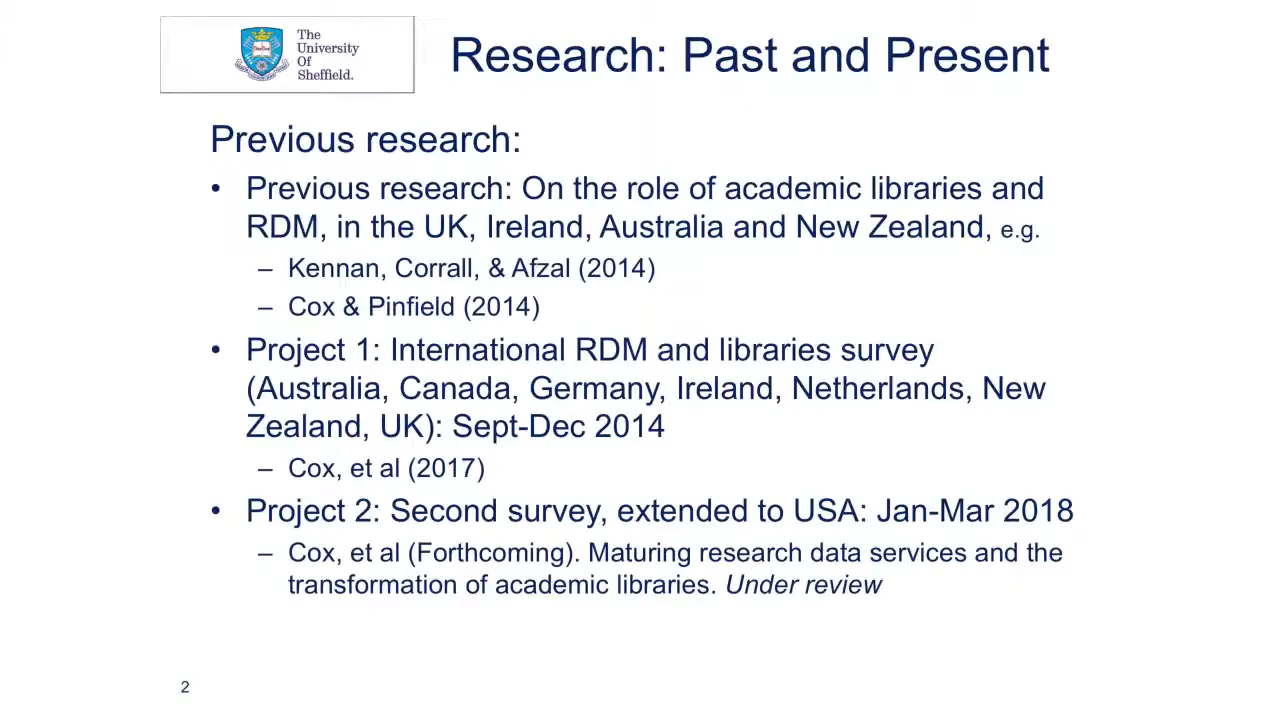 The
University
Of
Sheffield.
Research: Past and Present
Previous research:
• Previous research: On the role of academic libraries and
RDM, in the UK, Ireland, Australia and New Zealand, e.g.
– Kennan, Corrall, & Afzal (2014)
– Cox & Pinfield (2014)
• Project 1: International RDM and libraries survey
(Australia, Canada, Germany, Ireland, Netherlands, New
Zealand, UK): Sept-Dec 2014
– Cox, et al (2017)
• Project 2: Second survey, extended to USA: Jan-Mar 2018
– Cox, et al (Forthcoming). Maturing research data services and the
transformation of academic libraries. Under review
2